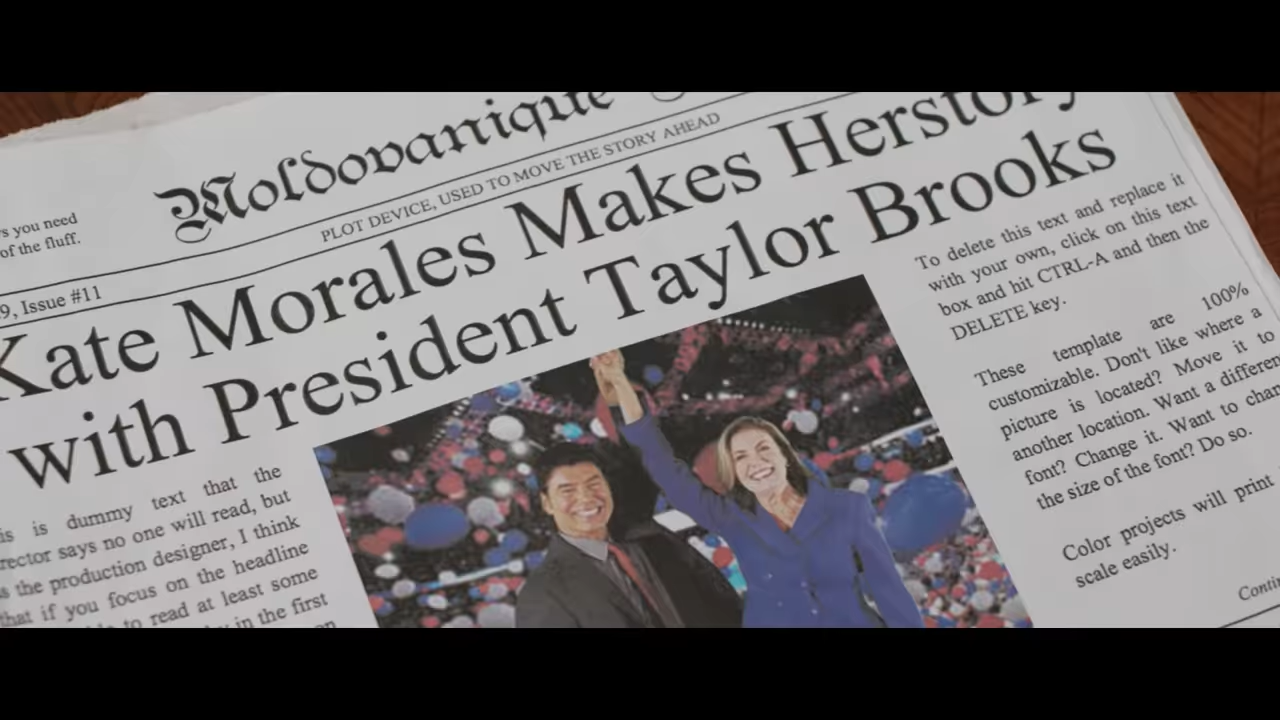 Moldovanique
PLOT DEVICE, USED TO MOVE THE STORY AHEAD
you need
of the fluff.
9, Issue #11
Kate Morales Makes Herstory
with President Taylor Brooks
is is dummy text that the
rector says no one will read, but
s the production designer, I think
that if you focus on the headline
to read at least some
in the first
To delete this text and replace it
with your own, click on this text
box and hit CTRL-A and then the
DELETE key.
These template are 100%
customizable. Don't like where a
picture is located? Move it to
another location. Want a differen
font? Change it. Want to chan
the size of the font? Do so.
Color projects will print
scale easily.
Contin